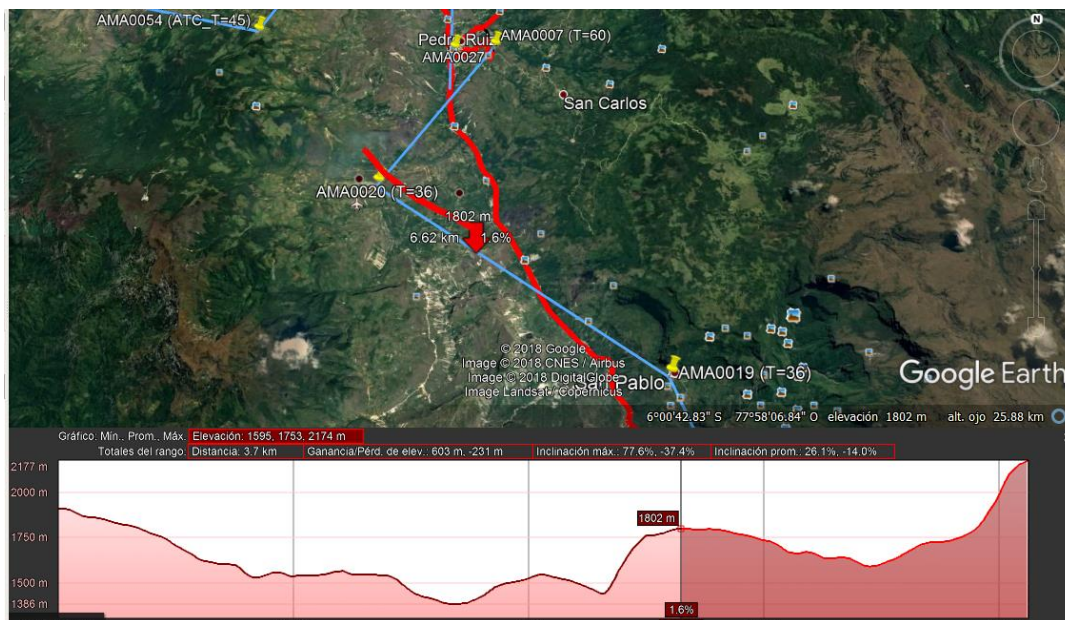 AMA0054 (ATC_T=45)
N
PedroRuiz
AMA0007 (T=60)
AMA0027
San Carlos
AMA0020 (T=36)
1802 m
6.62 km
1.6%
© 2018 Google
Image © 2018 CNES / Airbus
Image © 2018 DigitalGlobe
Image Landsat / Copernicus
San Pablo
AMA0019 (T=36)
Google Earth
6°00'42.83" S 77°58'06.84" O elevación 1802 m alt. ojo 25.88 km
Gráfico: Mín., Prom., Máx. Elevación: 1595, 1753, 2174 m
Totales del rango: Distancia: 3.7 km Ganancia/Pérd. de elev.: 603 m, -231 m Inclinación máx.: 77.6%, -37.4% Inclinación prom.: 26.1%, -14.0%
2177 m
2000 m
1802 m
1750 m
1500 m
1386 m
1.6%